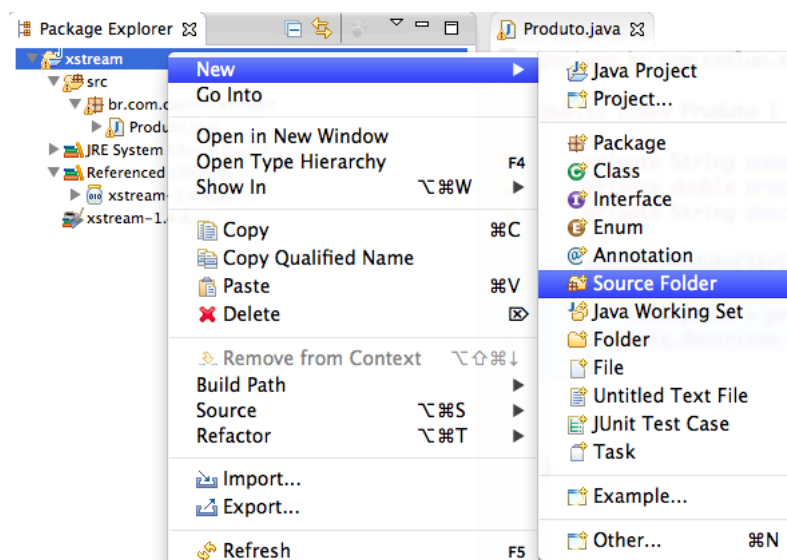 Package Explorer
Produto.java
xstream
src
br.com.c
Produ
JRE System
Referenced
xstream-
xstream-1.
New
Go Into
Open in New Window
Open Type Hierarchy F4
Show In ⌥⌘W
Copy ⌘C
Copy Qualified Name
Paste ⌘V
Delete ⌦
Remove from Context ⌥⇧⌘↓
Build Path
Source ⌥⌘S
Refactor ⌥⌘T
Import...
Export...
Refresh F5
Java Project
Project...
Package
Class
Interface
Enum
Annotation
Source Folder
Java Working Set
Folder
File
Untitled Text File
JUnit Test Case
Task
Example...
Other... ⌘N